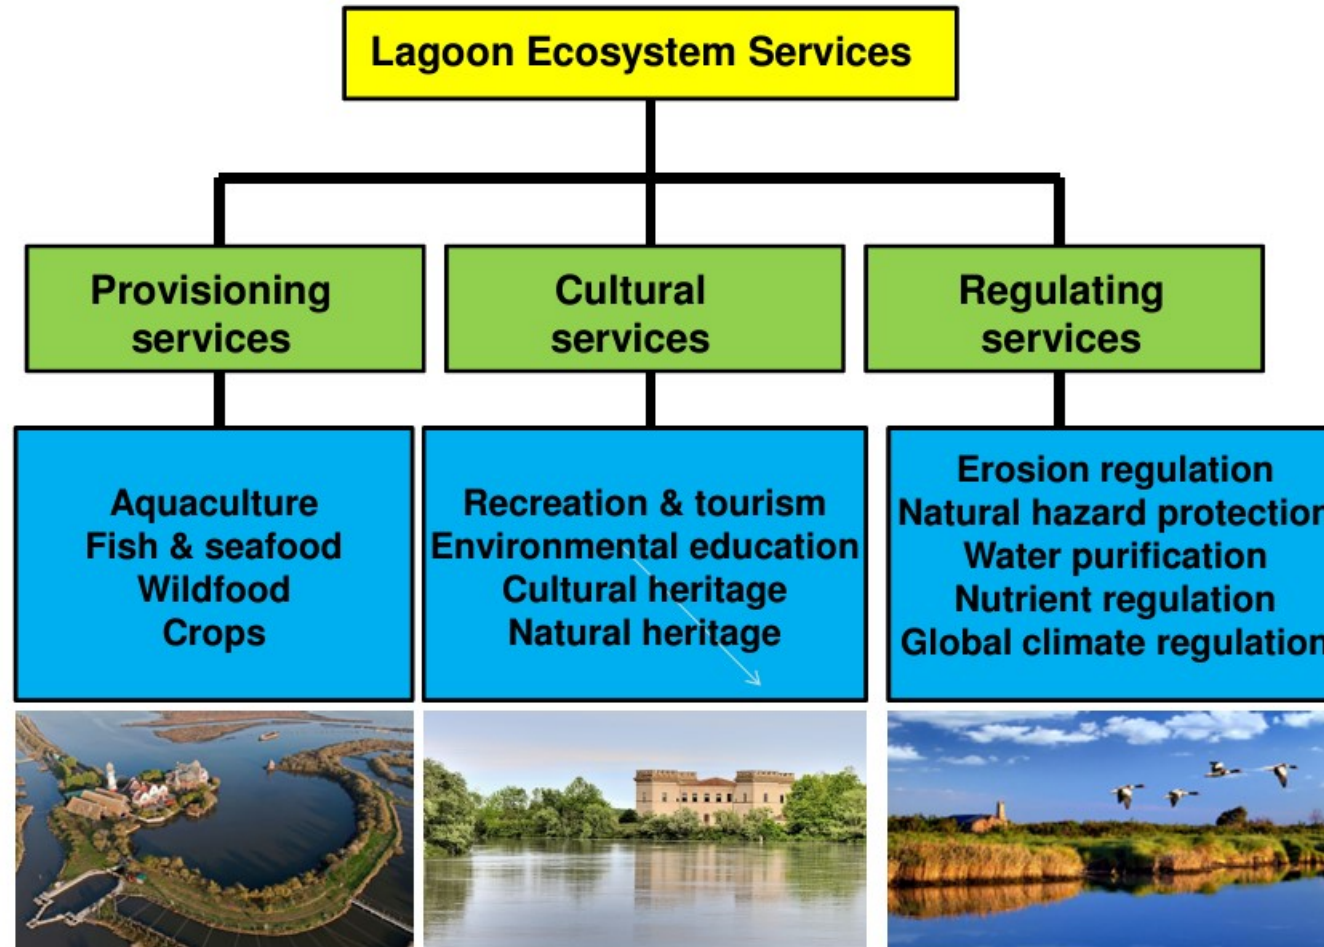 Lagoon Ecosystem Services
Provisioning
services
Cultural
services
Regulating
services
Aquaculture
Fish & seafood
Wildfood
Crops
Recreation & tourism
Environmental education
Cultural heritage
Natural heritage
Erosion regulation
Natural hazard protection
Water purification
Nutrient regulation
Global climate regulation